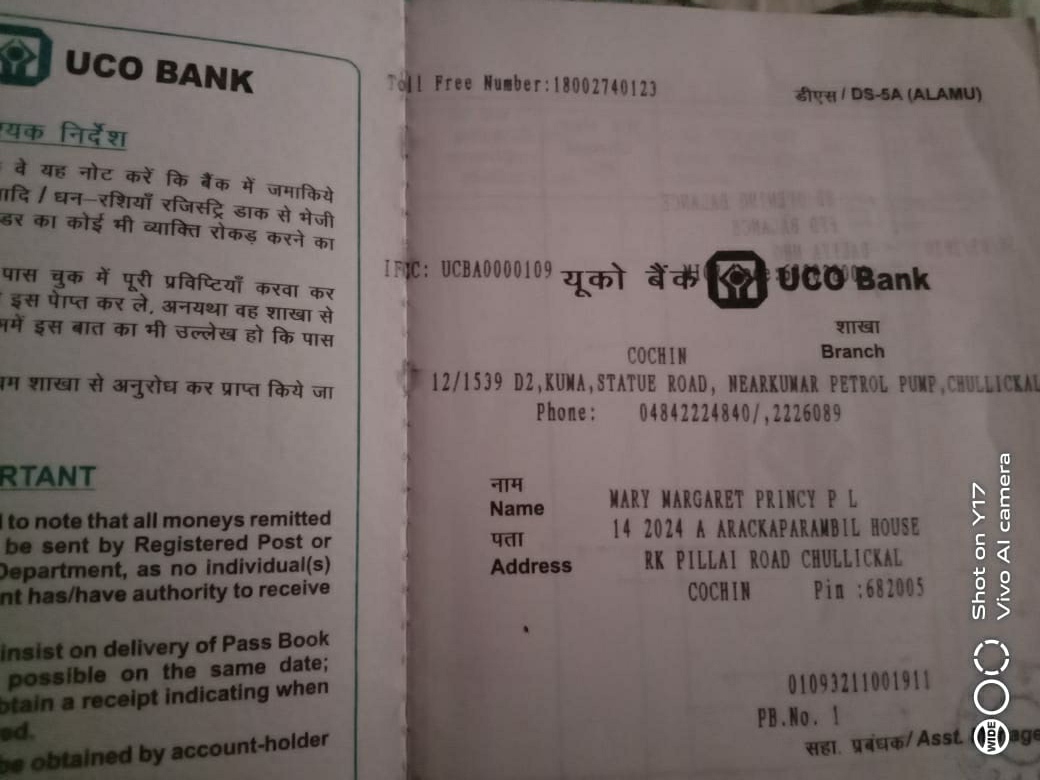 UCO BANK
यक निर्देश
वे यह नोट करें कि बैंक में जमाकिये
आदि / धन–रशियाँ रजिसट्रि डाक से भेजी
डर का कोई भी व्याक्ति रोकड़ करने का
पास चुक में पूरी प्रविष्टियाँ करवा कर
इस पेाप्त कर ले, अनयथा वह शाखा से
समें इस बात का भी उल्लेख हो कि पास
शाखा से अनुरोध कर प्राप्त किये जा
RTANT
to note that all moneys remitted
be sent by Registered Post or
Department, as no individual(s)
nt has/have authority to receive
insist on delivery of Pass Book
possible on the same date;
obtain a receipt indicating when
ed.
be obtained by account-holder
Toll Free Number:18002740123
डीएस / DS-5A (ALAMU)
IFSC: UCBA0000109
यूको बैंक UCO Bank
शाखा
COCHIN Branch
12/1539 D2,KUMA,STATUE ROAD, NEARKUMAR PETROL PUMP,CHULLICKAL
Phone: 04842224840/,2226089
नाम
Name MARY MARGARET PRINCY P L
पता 14 2024 A ARACKAPARAMBIL HOUSE
Address RK PILLAI ROAD CHULLICKAL
COCHIN Pin :682005
01093211001911
PB.No. 1
सहा. प्रबंधक/ Asst.
Shot on Y17
Vivo AI camera
WIDE